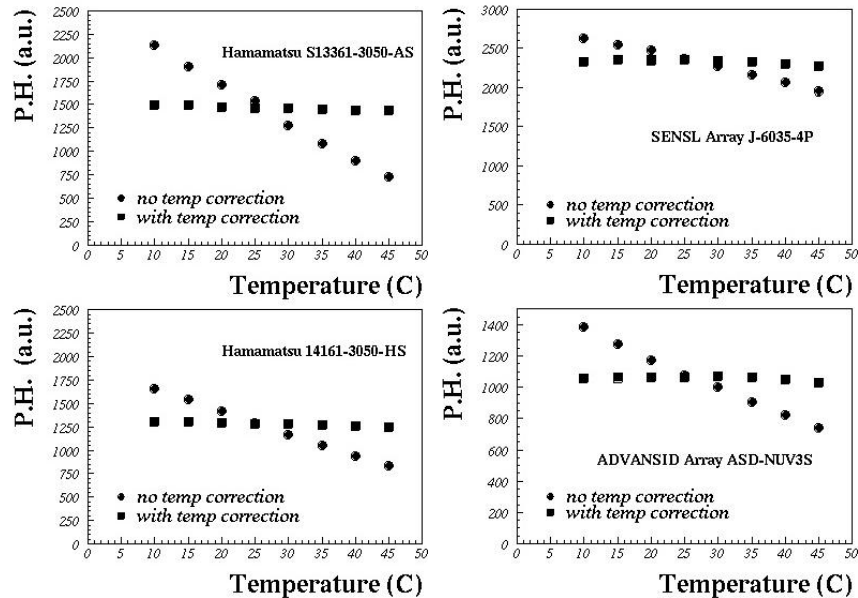 P.H. (a.u.)
2500
2250
2000
1750
1500
1250
1000
750
500
250
0
Hamamatsu S13361-3050-AS
no temp correction
with temp correction
0 5 10 15 20 25 30 35 40 45 50
Temperature (C)
P.H. (a.u.)
3000
2500
2000
1500
1000
500
0
SENSL Array J-6035-4P
no temp correction
with temp correction
0 5 10 15 20 25 30 35 40 45 50
Temperature (C)
P.H. (a.u.)
2500
2250
2000
1750
1500
1250
1000
750
500
250
0
Hamamatsu 14161-3050-HS
no temp correction
with temp correction
0 5 10 15 20 25 30 35 40 45 50
Temperature (C)
P.H. (a.u.)
1400
1200
1000
800
600
400
200
0
ADVANSID Array ASD-NUV3S
no temp correction
with temp correction
0 5 10 15 20 25 30 35 40 45 50
Temperature (C)